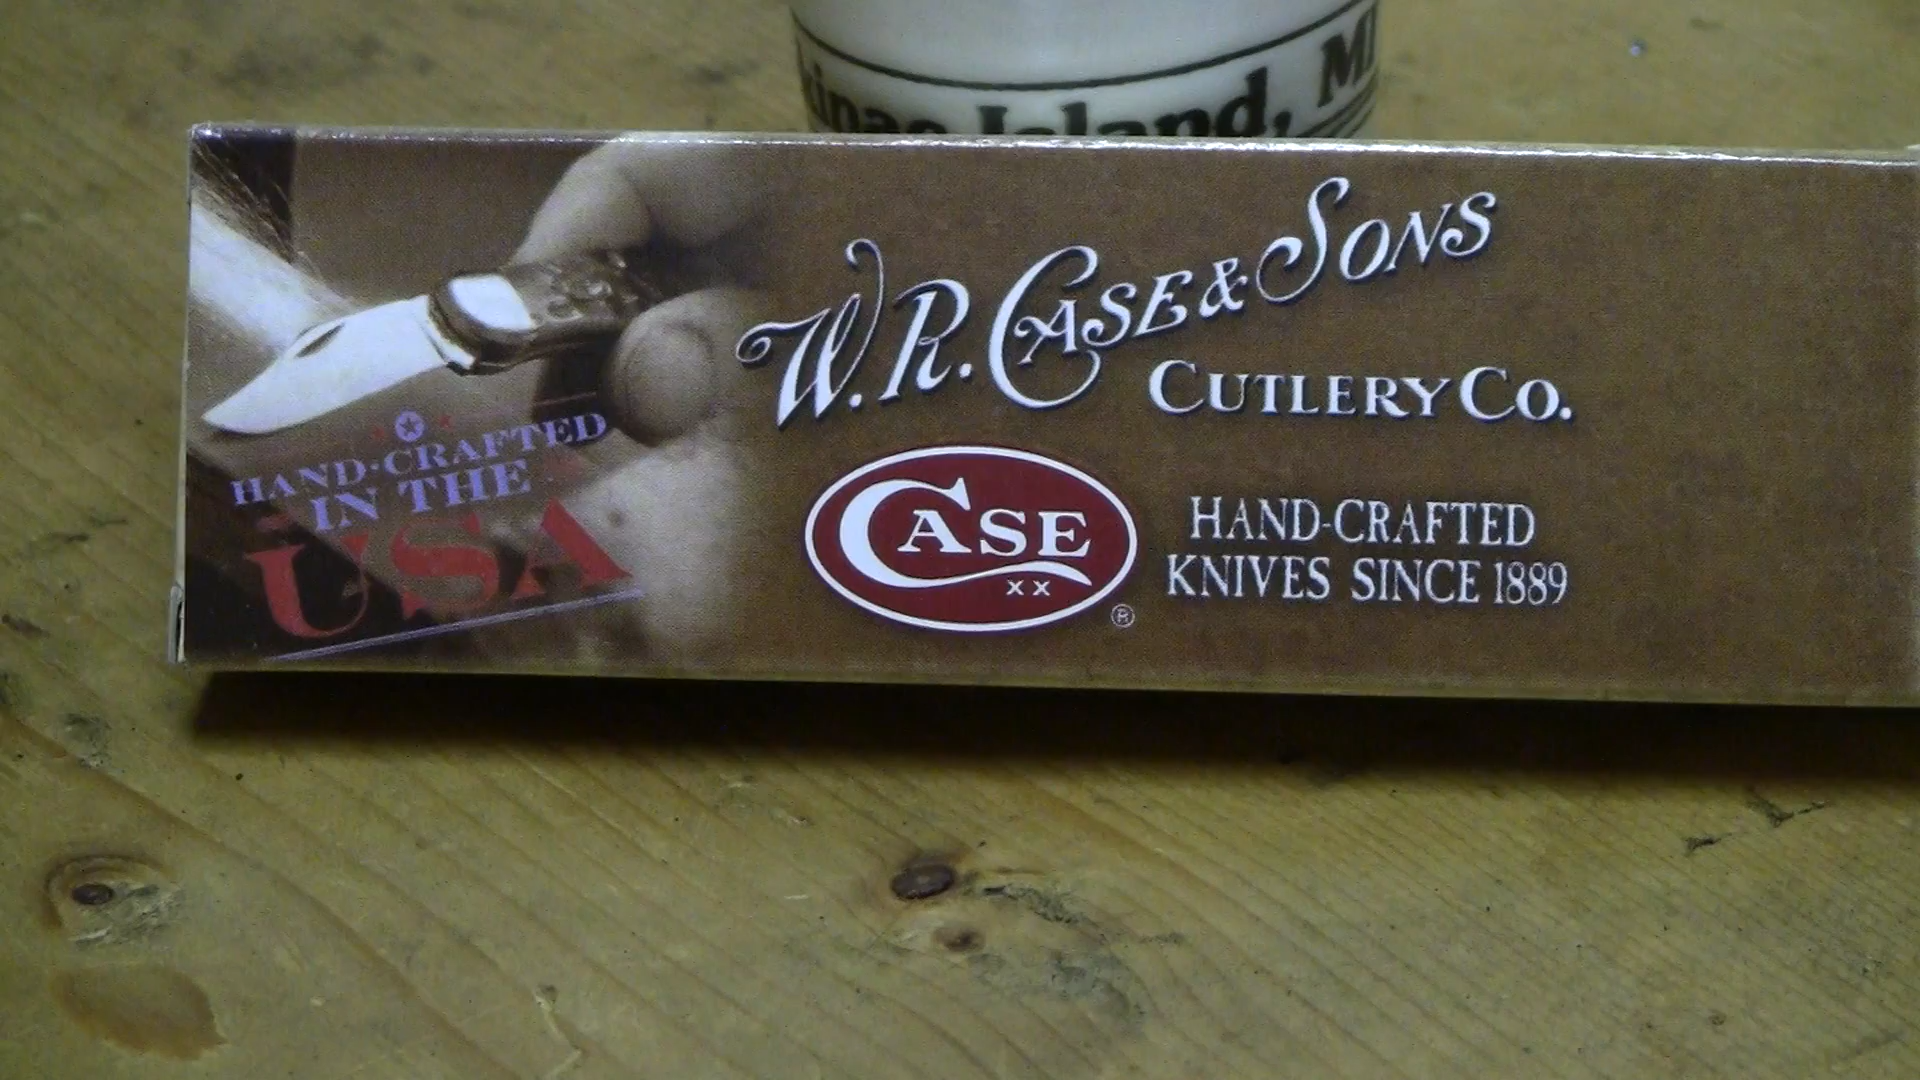 Island, MI
W. R. CASE & SONS
CUTLERY CO.
HAND-CRAFTED
IN THE
USA
CASE
XX
®
HAND-CRAFTED
KNIVES SINCE 1889